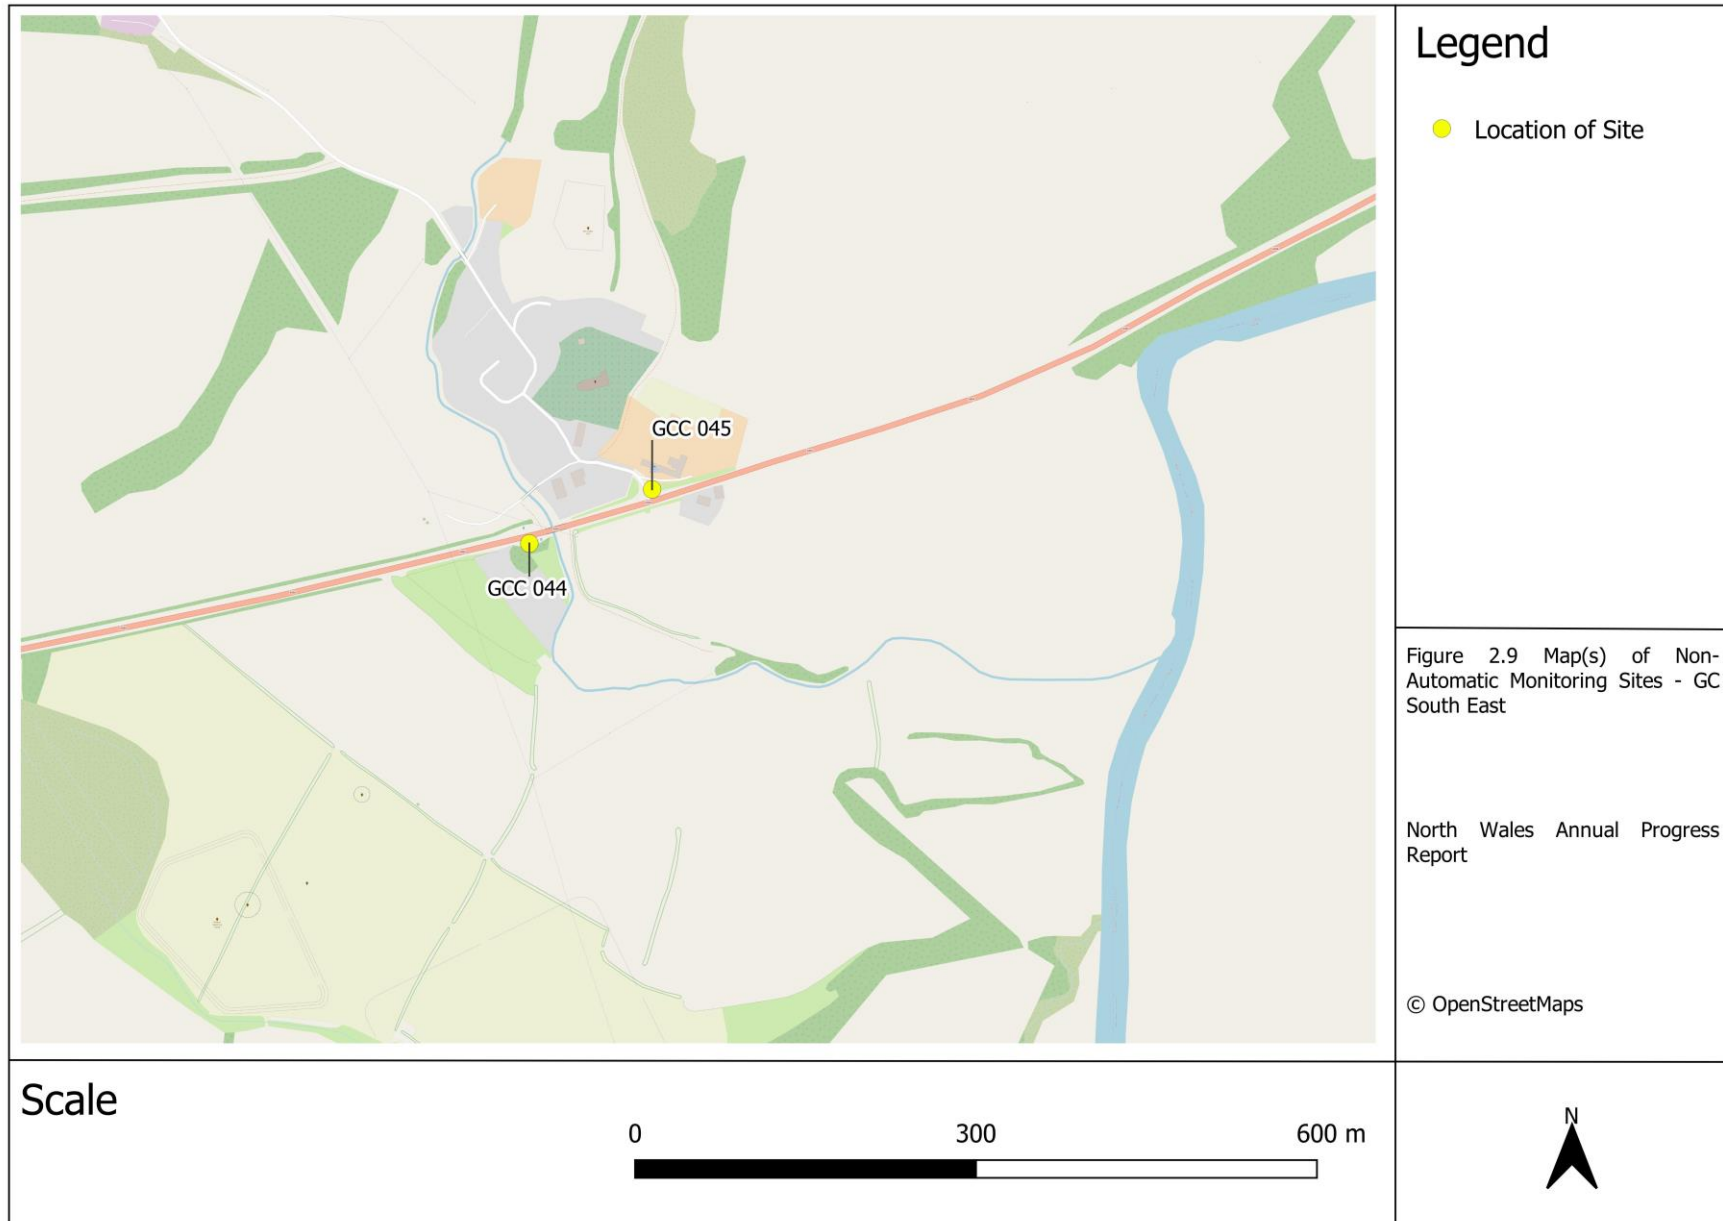 Legend
Location of Site
GCC 045
GCC 044
Figure 2.9 Map(s) of Non-
Automatic Monitoring Sites - GC
South East
North Wales Annual Progress
Report
© OpenStreetMaps
Scale
0 300 600 m
N